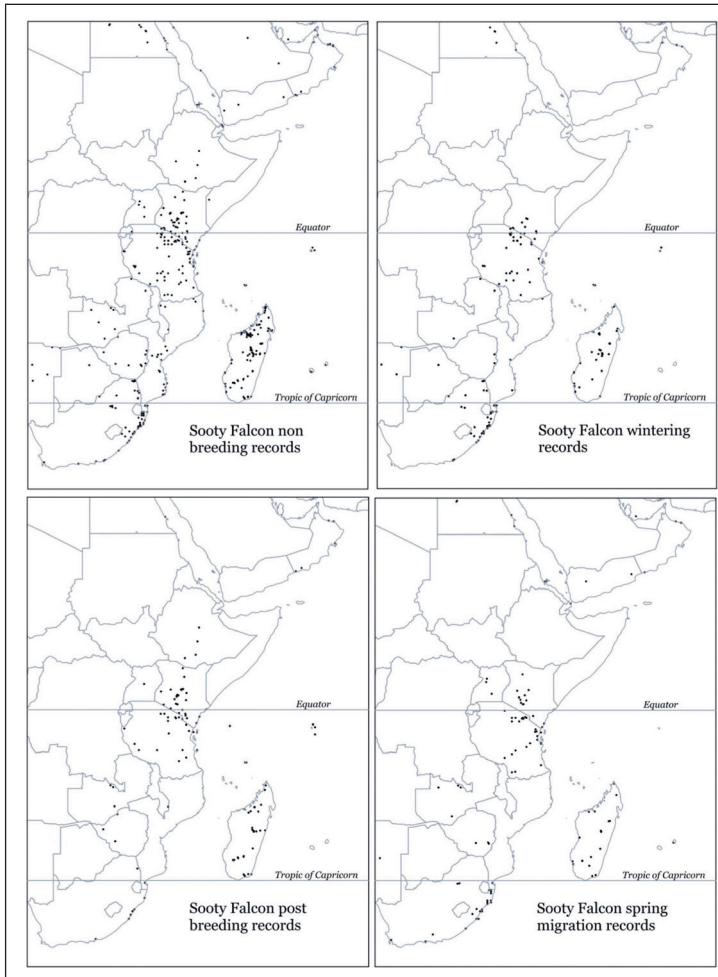 Equator
Tropic of Capricorn
Sooty Falcon non
breeding records
Equator
Tropic of Capricorn
Sooty Falcon wintering
records
Equator
Tropic of Capricorn
Sooty Falcon post
breeding records
Equator
Tropic of Capricorn
Sooty Falcon spring
migration records